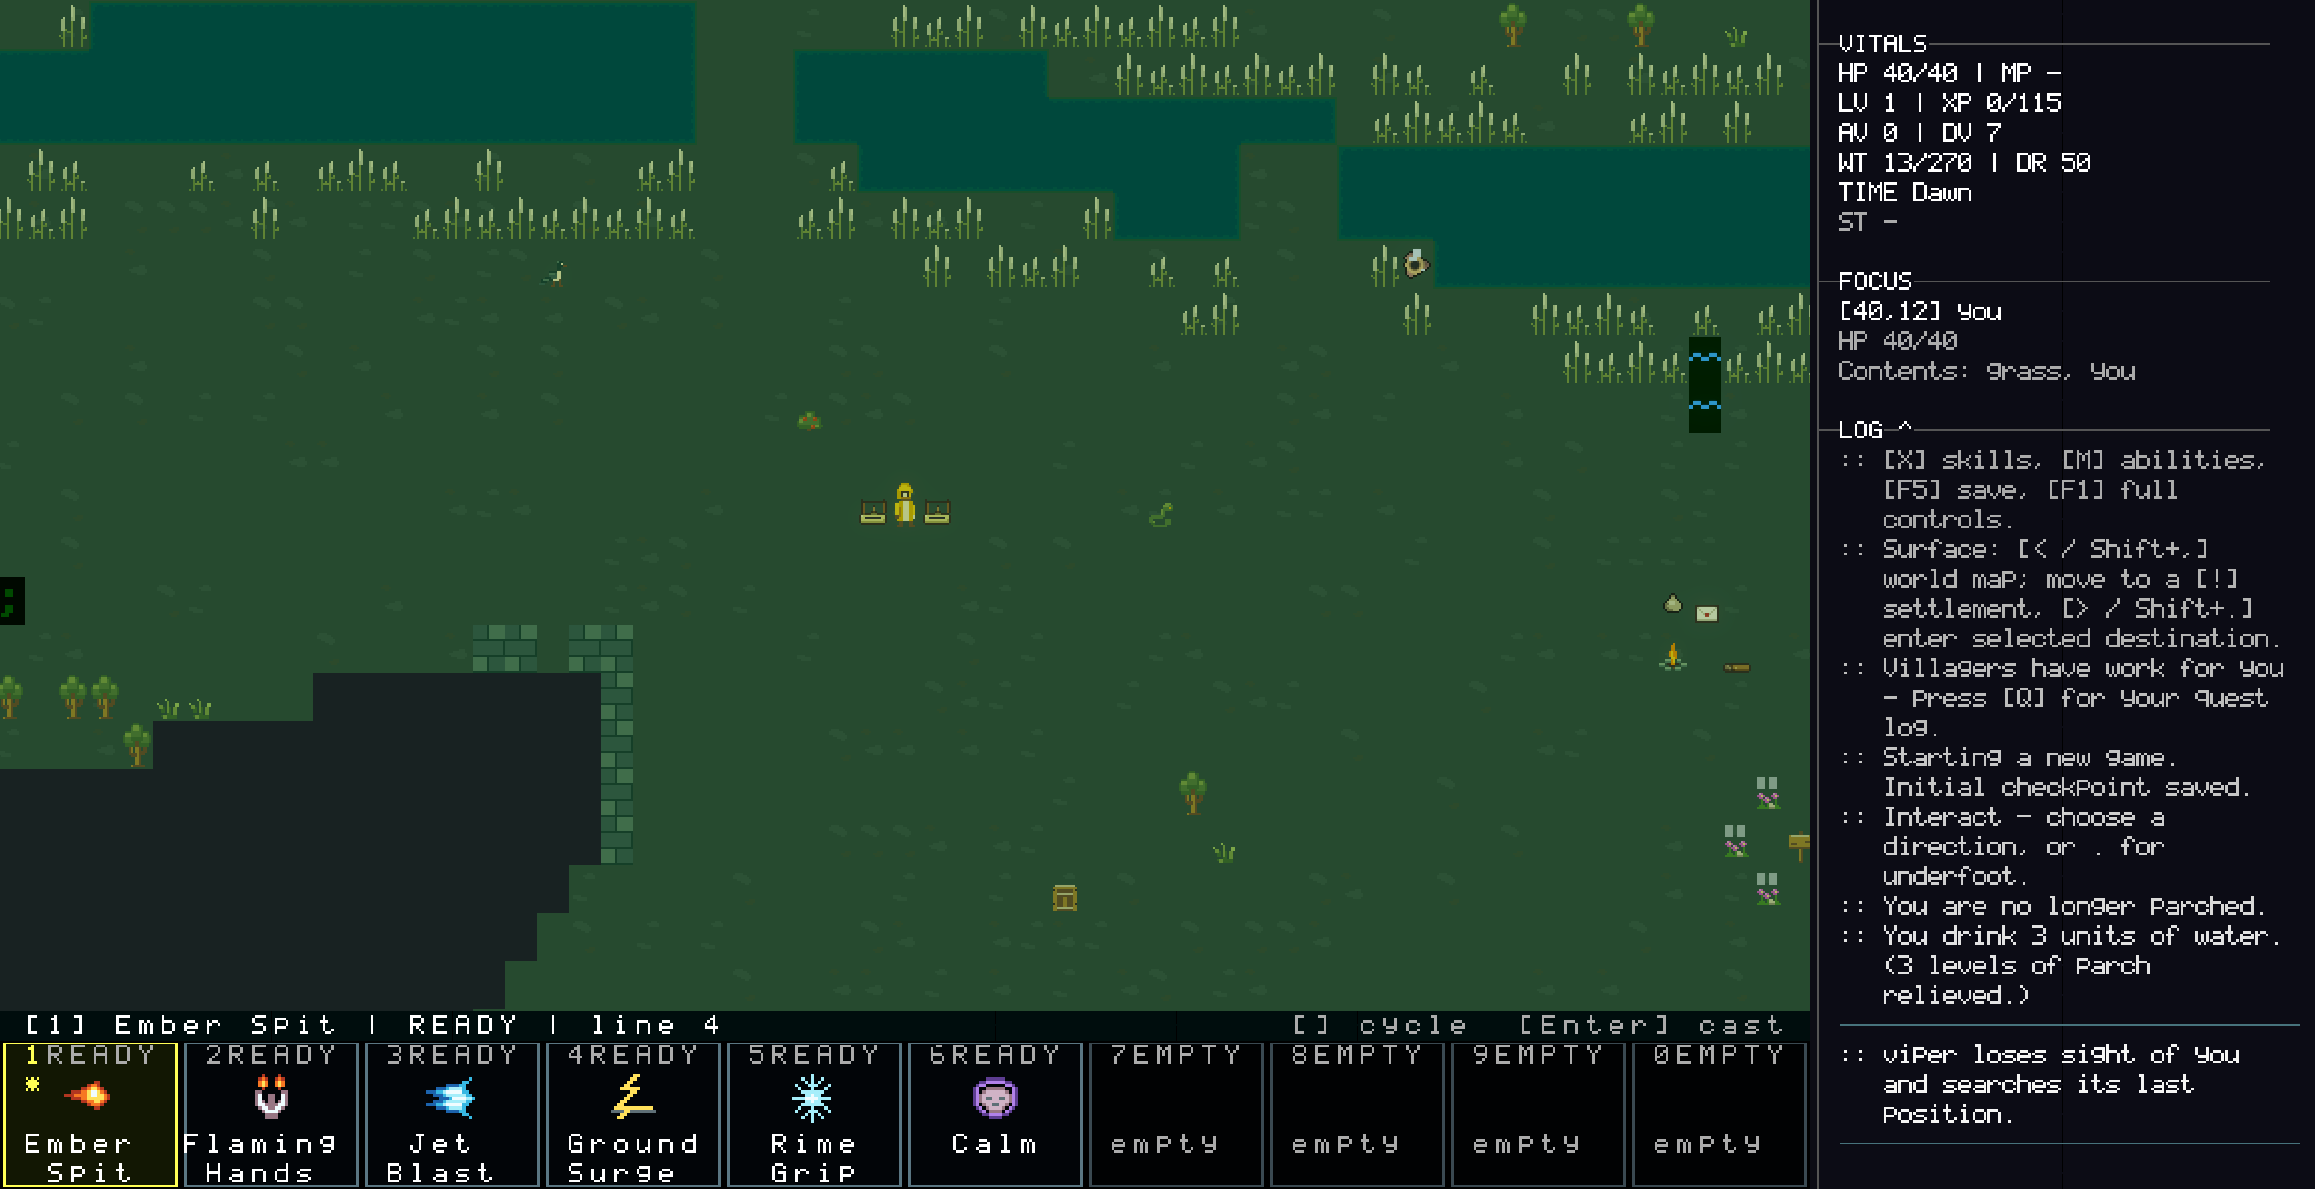 VITALS
HP 40/40 | MP -
LV 1 | XP 0/115
AV 0 | DV 7
WT 13/270 | DR 50
TIME Dawn
ST -
FOCUS
[40,12] you
HP 40/40
Contents: grass, you
LOG ^
:: [X] skills, [M] abilities,
[F5] save, [F1] full
controls.
:: Surface: [< / Shift+,]
world map; move to a [!]
settlement, [> / Shift+.]
enter selected destination.
:: Villagers have work for you
- press [Q] for your quest
log.
:: Starting a new game.
Initial checkpoint saved.
:: Interact - choose a
direction, or . for
underfoot.
:: You are no longer Parched.
:: You drink 3 units of water.
(3 levels of Parch
relieved.)
:: viper loses sight of you
and searches its last
position.
[1] Ember Spit | READY | line 4
[] cycle [Enter] cast
1READY 2READY 3READY 4READY 5READY 6READY 7EMPTY 8EMPTY 9EMPTY 0EMPTY
Ember Flaming Jet Ground Rime Calm empty empty empty empty
Spit Hands Blast Surge Grip